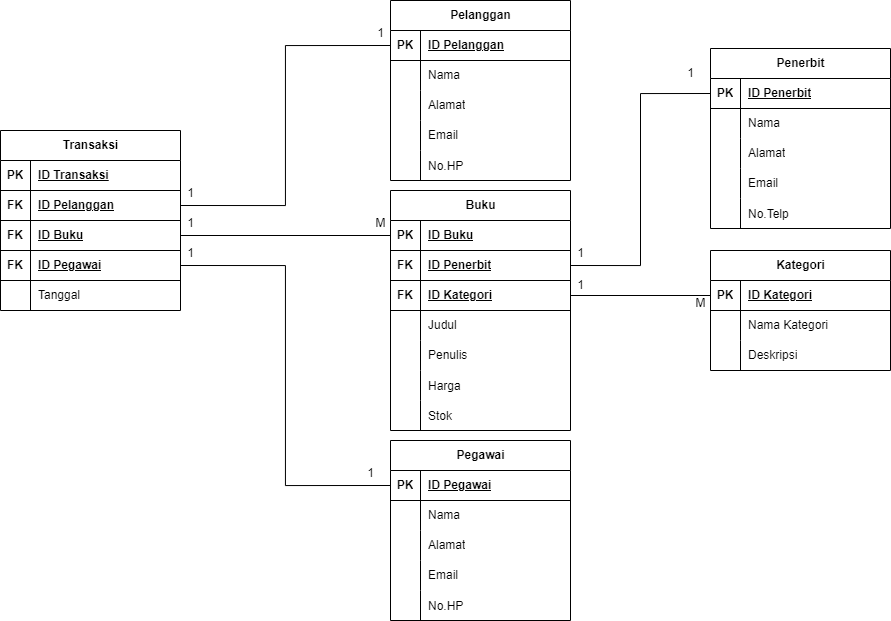 Transaksi
PK ID Transaksi
FK ID Pelanggan
FK ID Buku
FK ID Pegawai
Tanggal
1
1
1
1
M
1
Pelanggan
PK ID Pelanggan
Nama
Alamat
Email
No.HP
Buku
PK ID Buku
FK ID Penerbit
FK ID Kategori
Judul
Penulis
Harga
Stok
Pegawai
PK ID Pegawai
Nama
Alamat
Email
No.HP
1
1
1
M
Penerbit
PK ID Penerbit
Nama
Alamat
Email
No.Telp
Kategori
PK ID Kategori
Nama Kategori
Deskripsi